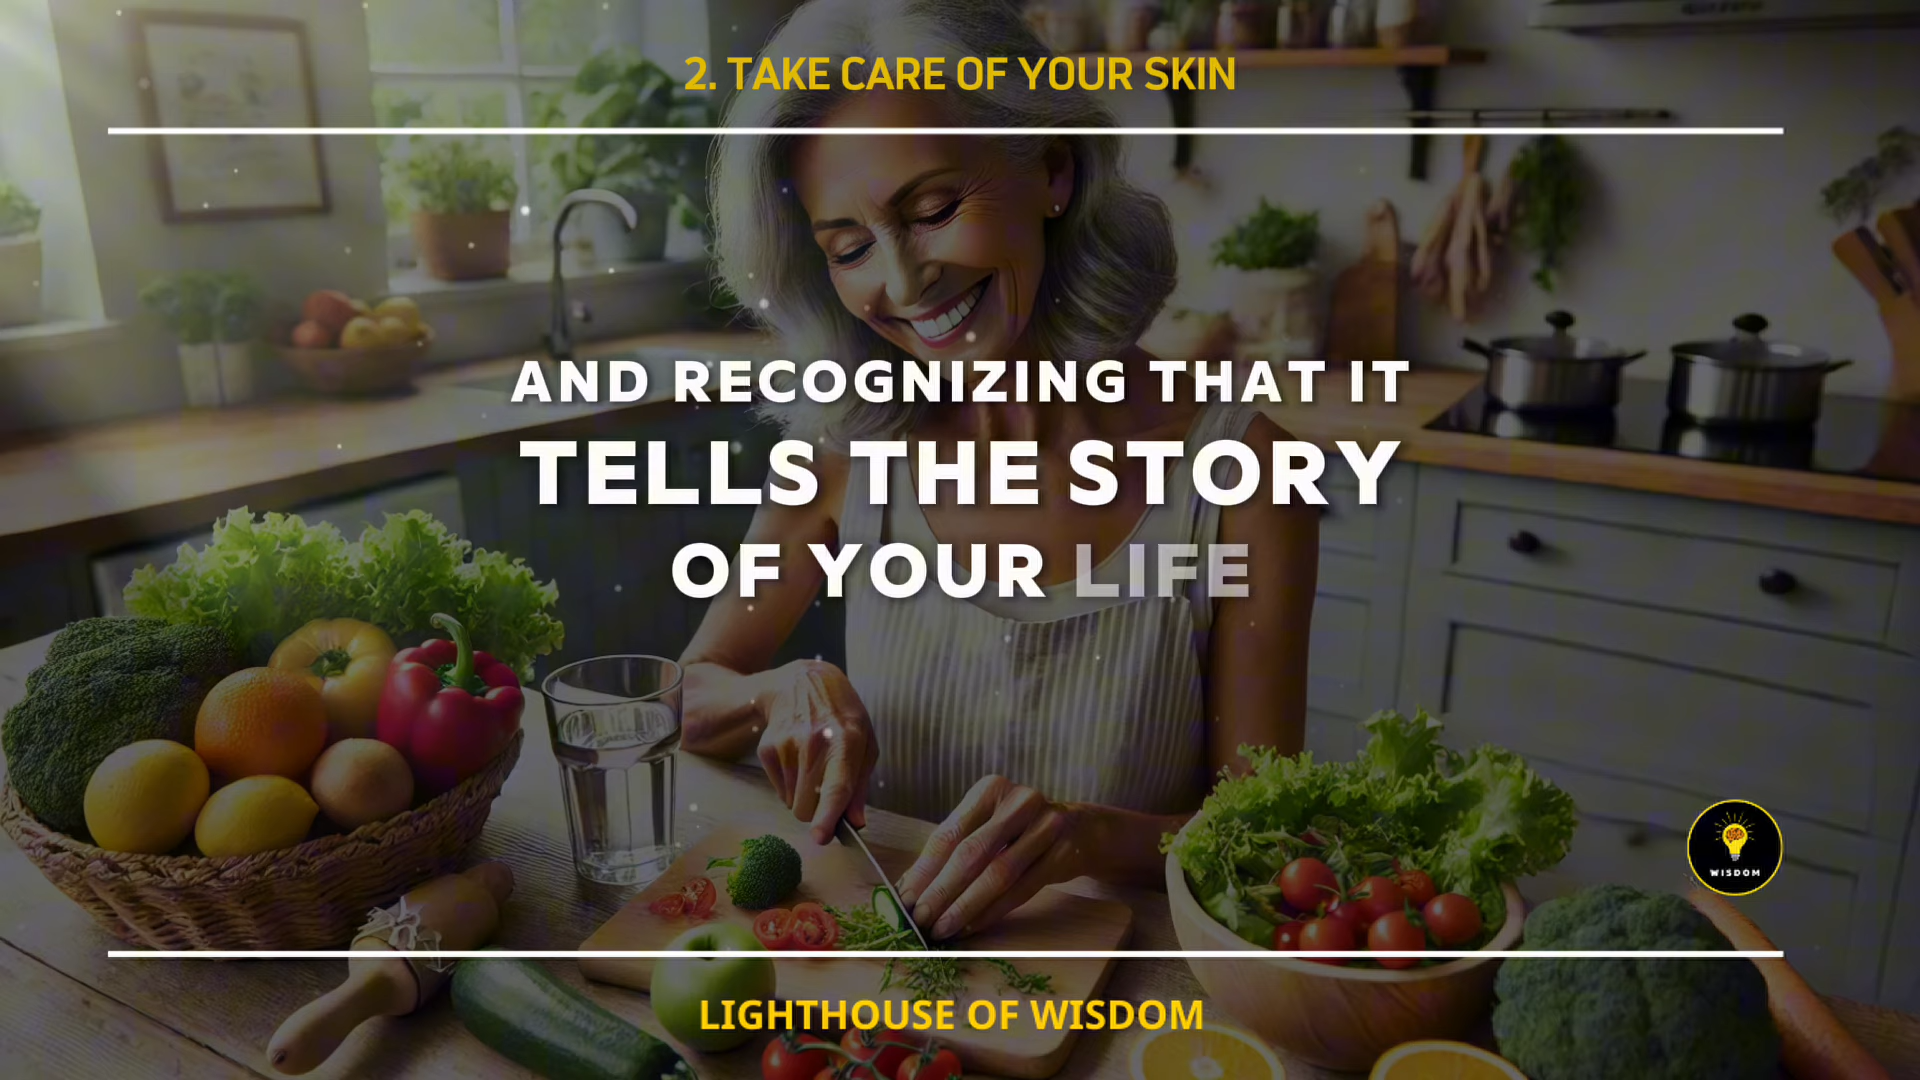 2. TAKE CARE OF YOUR SKIN
AND RECOGNIZING THAT IT
TELLS THE STORY
OF YOUR LIFE
WISDOM
LIGHTHOUSE OF WISDOM